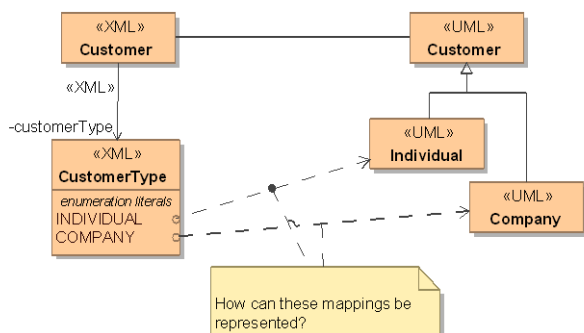 «XML»
Customer
«UML»
Customer
«XML»
-customerType
«XML»
CustomerType
enumeration literals
INDIVIDUAL
COMPANY
«UML»
Individual
«UML»
Company
How can these mappings be
represented?